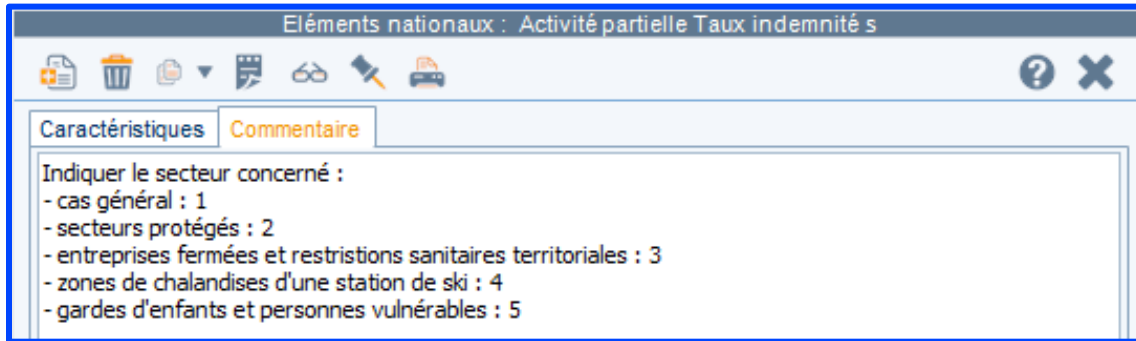 Eléments nationaux : Activité partielle Taux indemnité s
Caractéristiques Commentaire
Indiquer le secteur concerné :
- cas général : 1
- secteurs protégés : 2
- entreprises fermées et restristions sanitaires territoriales : 3
- zones de chalandises d'une station de ski : 4
- gardes d'enfants et personnes vulnérables : 5